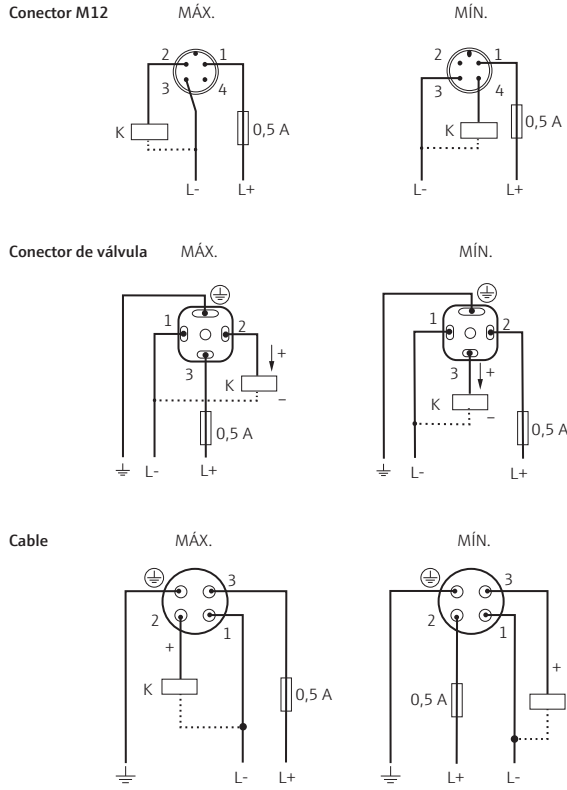 Conector M12 MÁX. MÍN.
2 1 2 1
3 4 3 4
K 0,5 A K 0,5 A
L- L+ L- L+
Conector de válvula MÁX. MÍN.
1 2 1 2
3 + 3 +
K – K –
0,5 A 0,5 A
L- L+ L- L+
Cable MÁX. MÍN.
3 3
2 1 2 1
+ +
K 0,5 A 0,5 A
L- L+ L+ L-